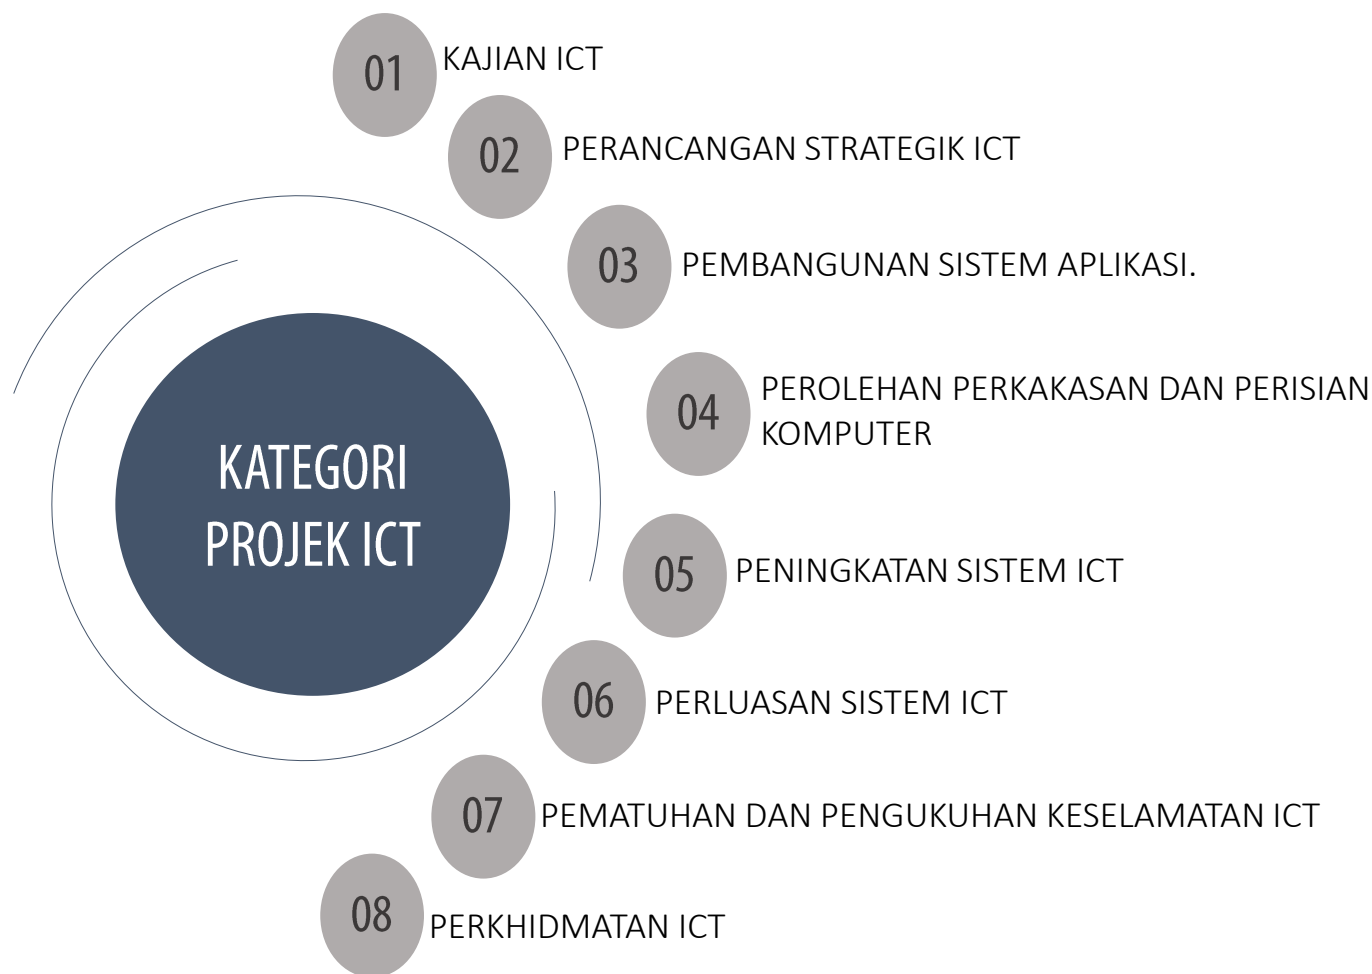 01
KAJIAN ICT
02
PERANCANGAN STRATEGIK ICT
03
PEMBANGUNAN SISTEM APLIKASI.
04
PEROLEHAN PERKAKASAN DAN PERISIAN
KOMPUTER
KATEGORI
PROJEK ICT
05
PENINGKATAN SISTEM ICT
06
PERLUASAN SISTEM ICT
07
PEMATUHAN DAN PENGUKUHAN KESELAMATAN ICT
08
PERKHIDMATAN ICT